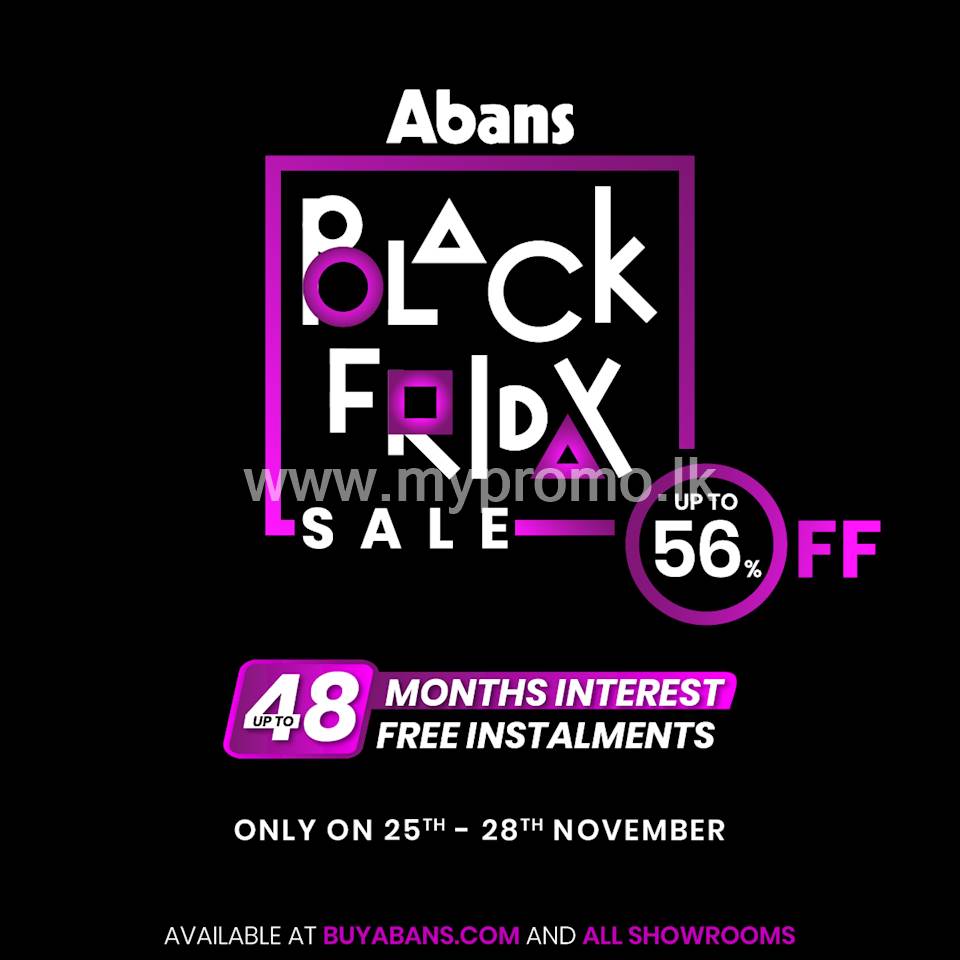 Abans
BLACK
FRIDAY
www.mypromo.lk
SALE
UP TO
56% OFF
UP TO 48 MONTHS INTEREST
FREE INSTALMENTS
ONLY ON 25TH - 28TH NOVEMBER
AVAILABLE AT BUYABANS.COM AND ALL SHOWROOMS